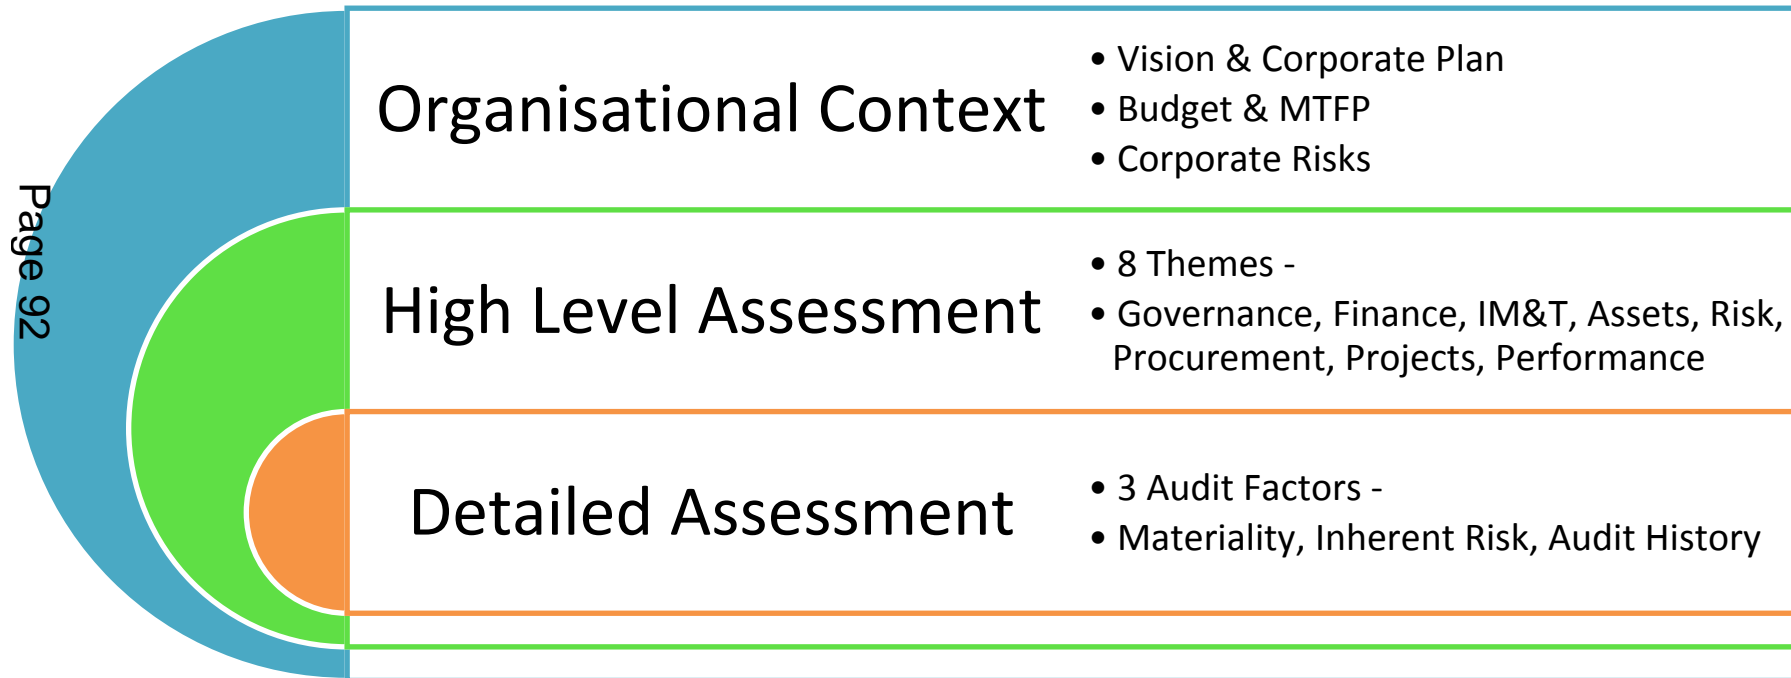 Page 92
Organisational Context
• Vision & Corporate Plan
• Budget & MTFP
• Corporate Risks
High Level Assessment
• 8 Themes -
• Governance, Finance, IM&T, Assets, Risk,
Procurement, Projects, Performance
Detailed Assessment
• 3 Audit Factors -
• Materiality, Inherent Risk, Audit History